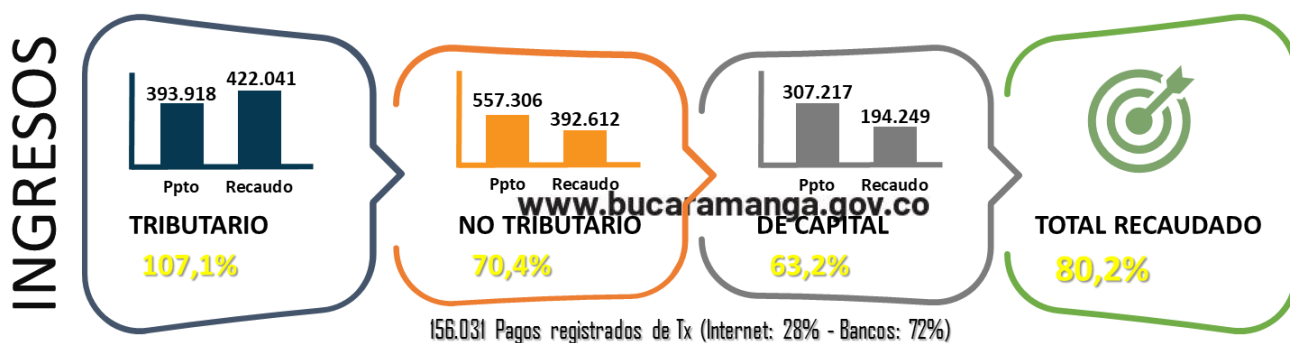 INGRESOS
393.918 422.041
Ppto Recaudo
TRIBUTARIO
107,1%
557.306 392.612
Ppto Recaudo
NO TRIBUTARIO
70,4%
307.217 194.249
Ppto Recaudo
DE CAPITAL
63,2%
www.bucaramanga.gov.co
TOTAL RECAUDADO
80,2%
156.031 Pagos registrados de Tx (Internet: 28% - Bancos: 72%)